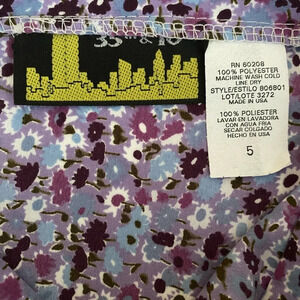 RN 60208
100% POLYESTER
MACHINE WASH COLD
LINE DRY
STYLE/ESTILO 806801
LOT/LOTE 3272
MADE IN USA
100% POLIESTER
LAVAR EN LAVADORA
CON AGUA FRIA
SECAR COLGADO
HECHO EN USA
5